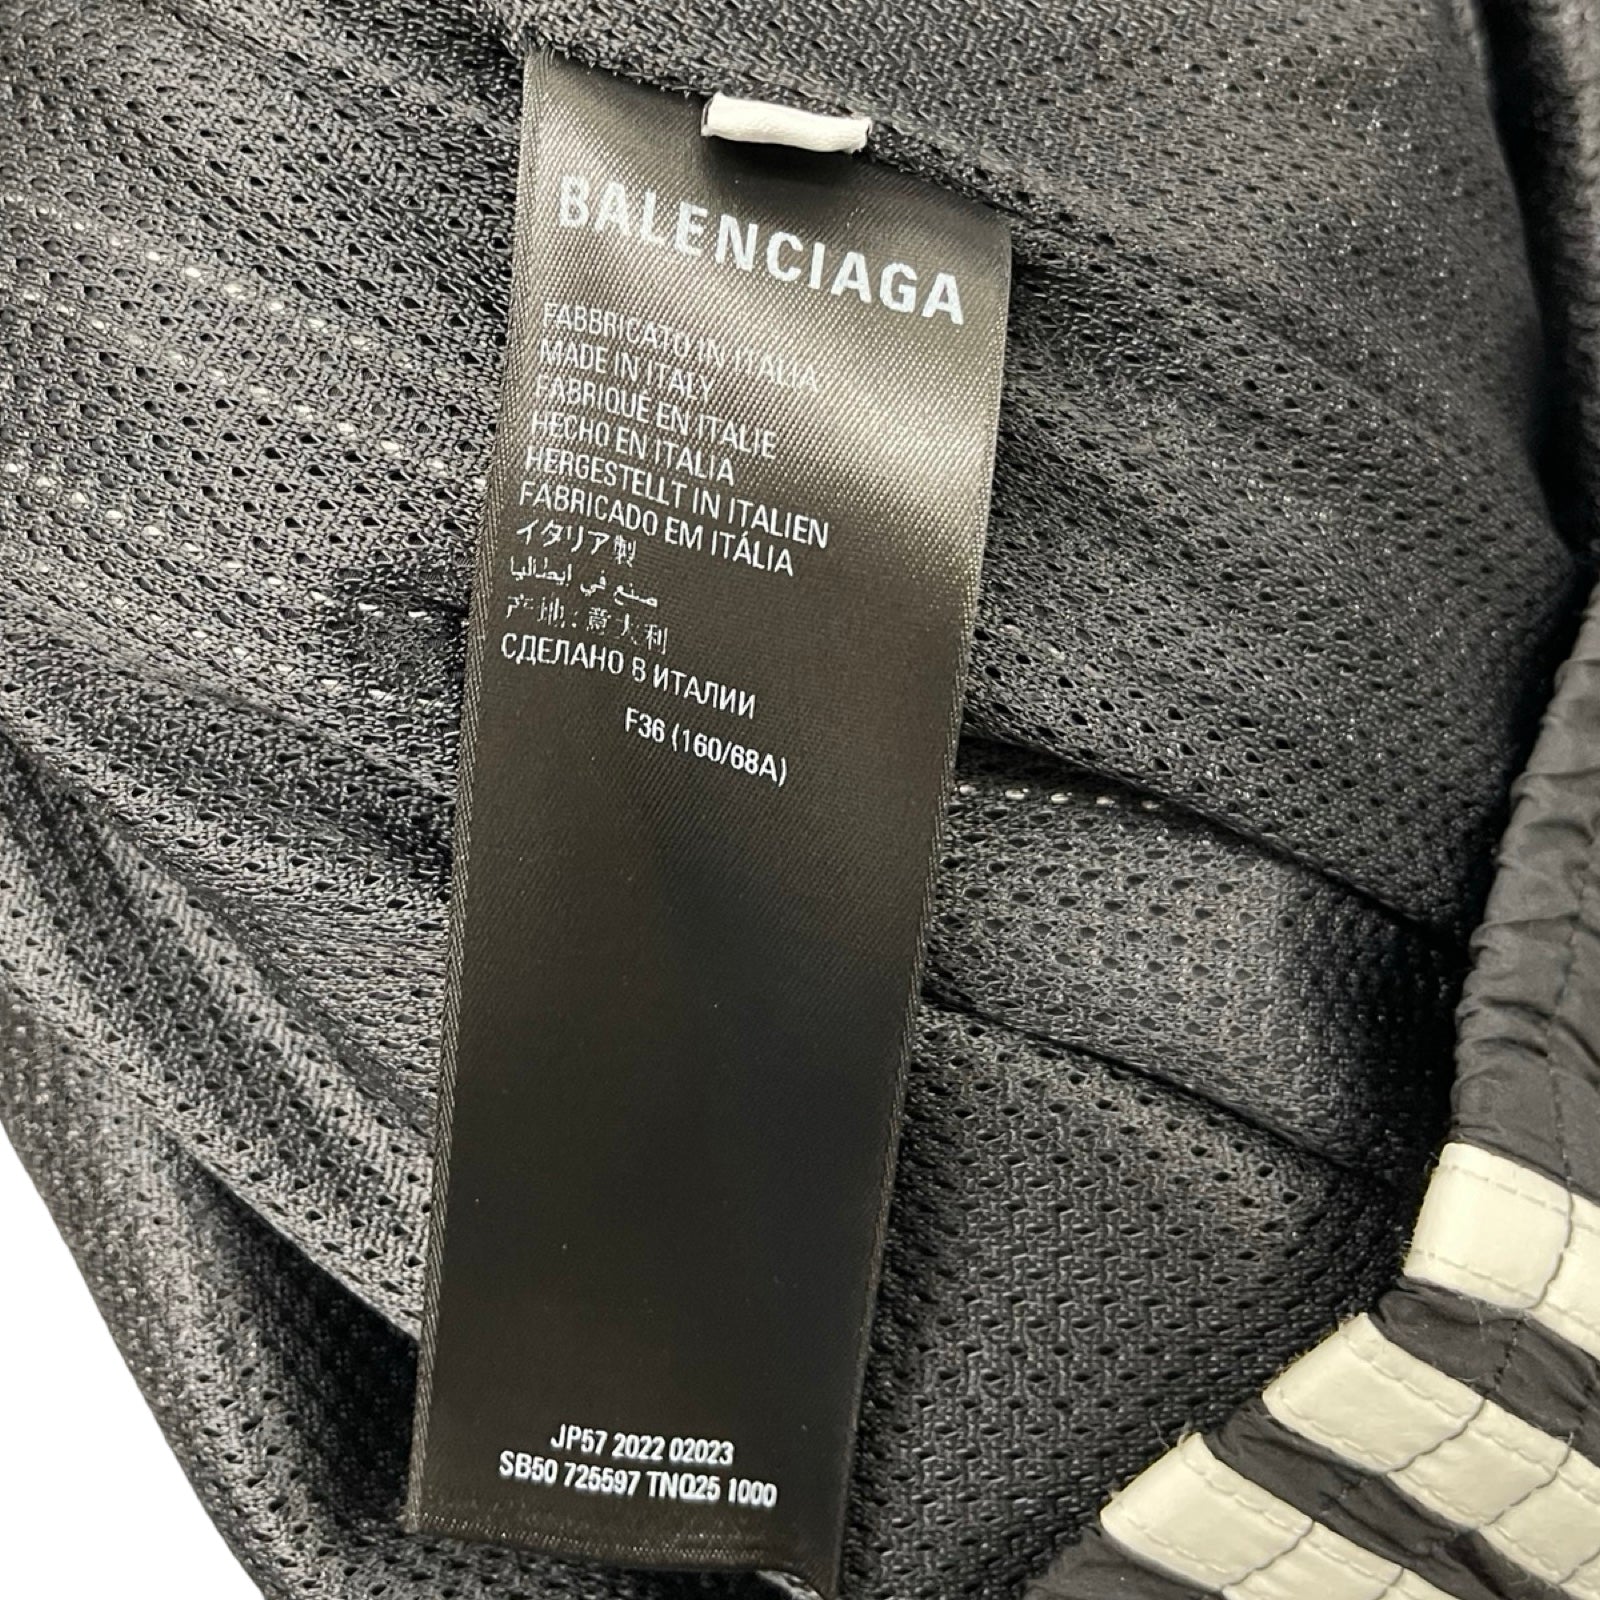 BALENCIAGA
FABBRICATO IN ITALIA
MADE IN ITALY
FABRIQUÉ EN ITALIE
HECHO EN ITALIA
HERGESTELLT IN ITALIEN
FABRICADO EM ITÁLIA
イタリア製
صنع في ايطاليا
产地：意大利
СДЕЛАНО В ИТАЛИИ
F36 (160/68A)
JP57 2022 02023
SB50 725597 TNQ25 1000